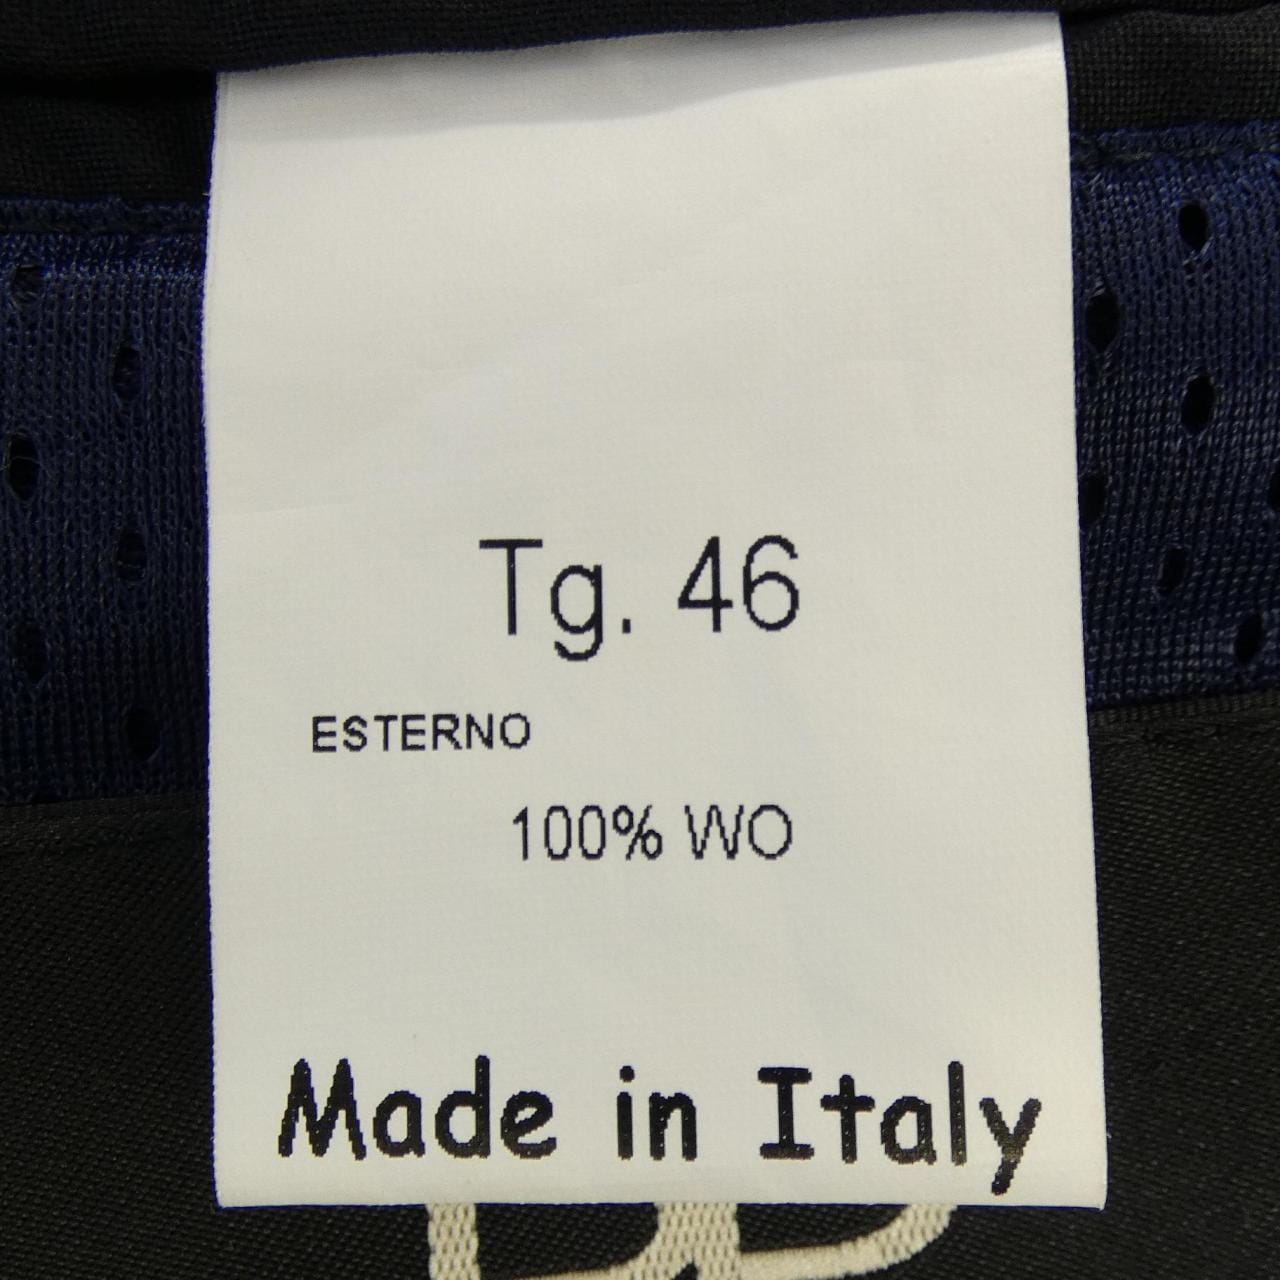 Tg. 46
ESTERNO
100% WO
Made in Italy